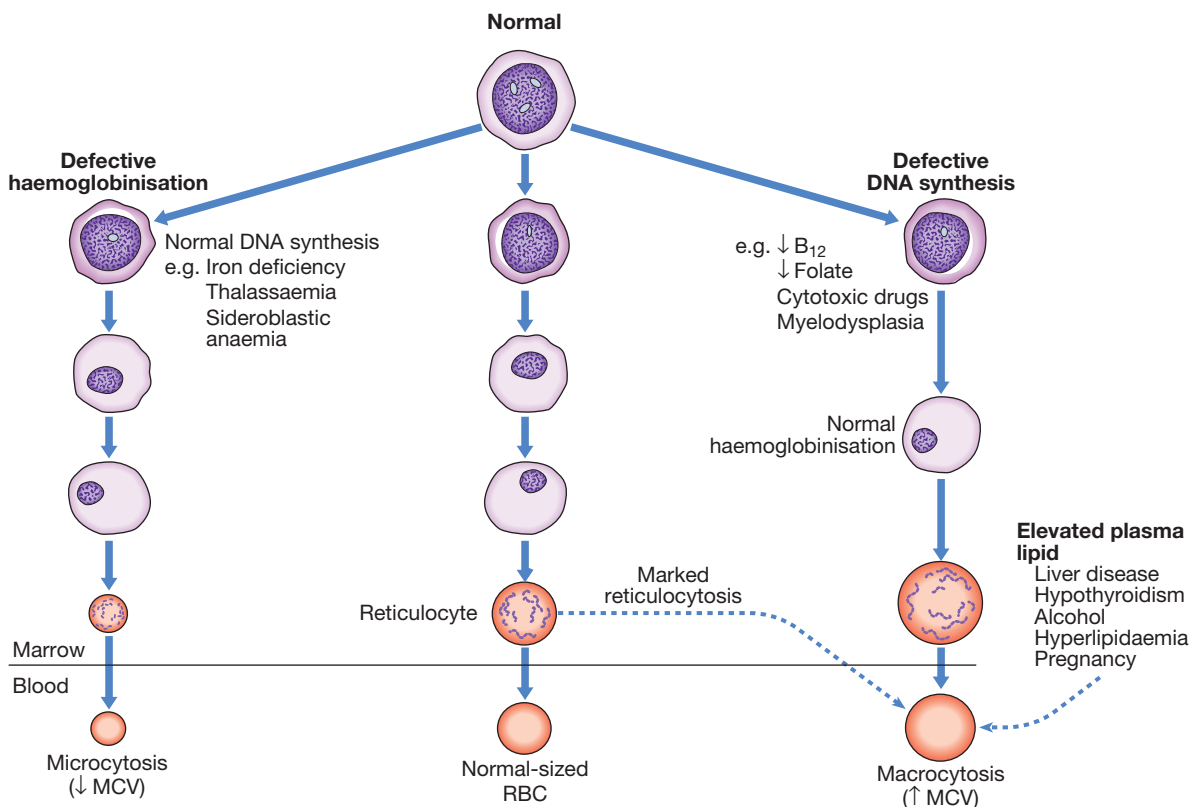 Normal
Defective
haemoglobinisation
Normal DNA synthesis
e.g. Iron deficiency
Thalassaemia
Sideroblastic
anaemia
Defective
DNA synthesis
e.g. ↓ B₁₂
↓ Folate
Cytotoxic drugs
Myelodysplasia
Normal
haemoglobinisation
Elevated plasma
lipid
Liver disease
Hypothyroidism
Alcohol
Hyperlipidaemia
Pregnancy
Reticulocyte
Marked
reticulocytosis
Marrow
Blood
Microcytosis
(↓ MCV)
Normal-sized
RBC
Macrocytosis
(↑ MCV)